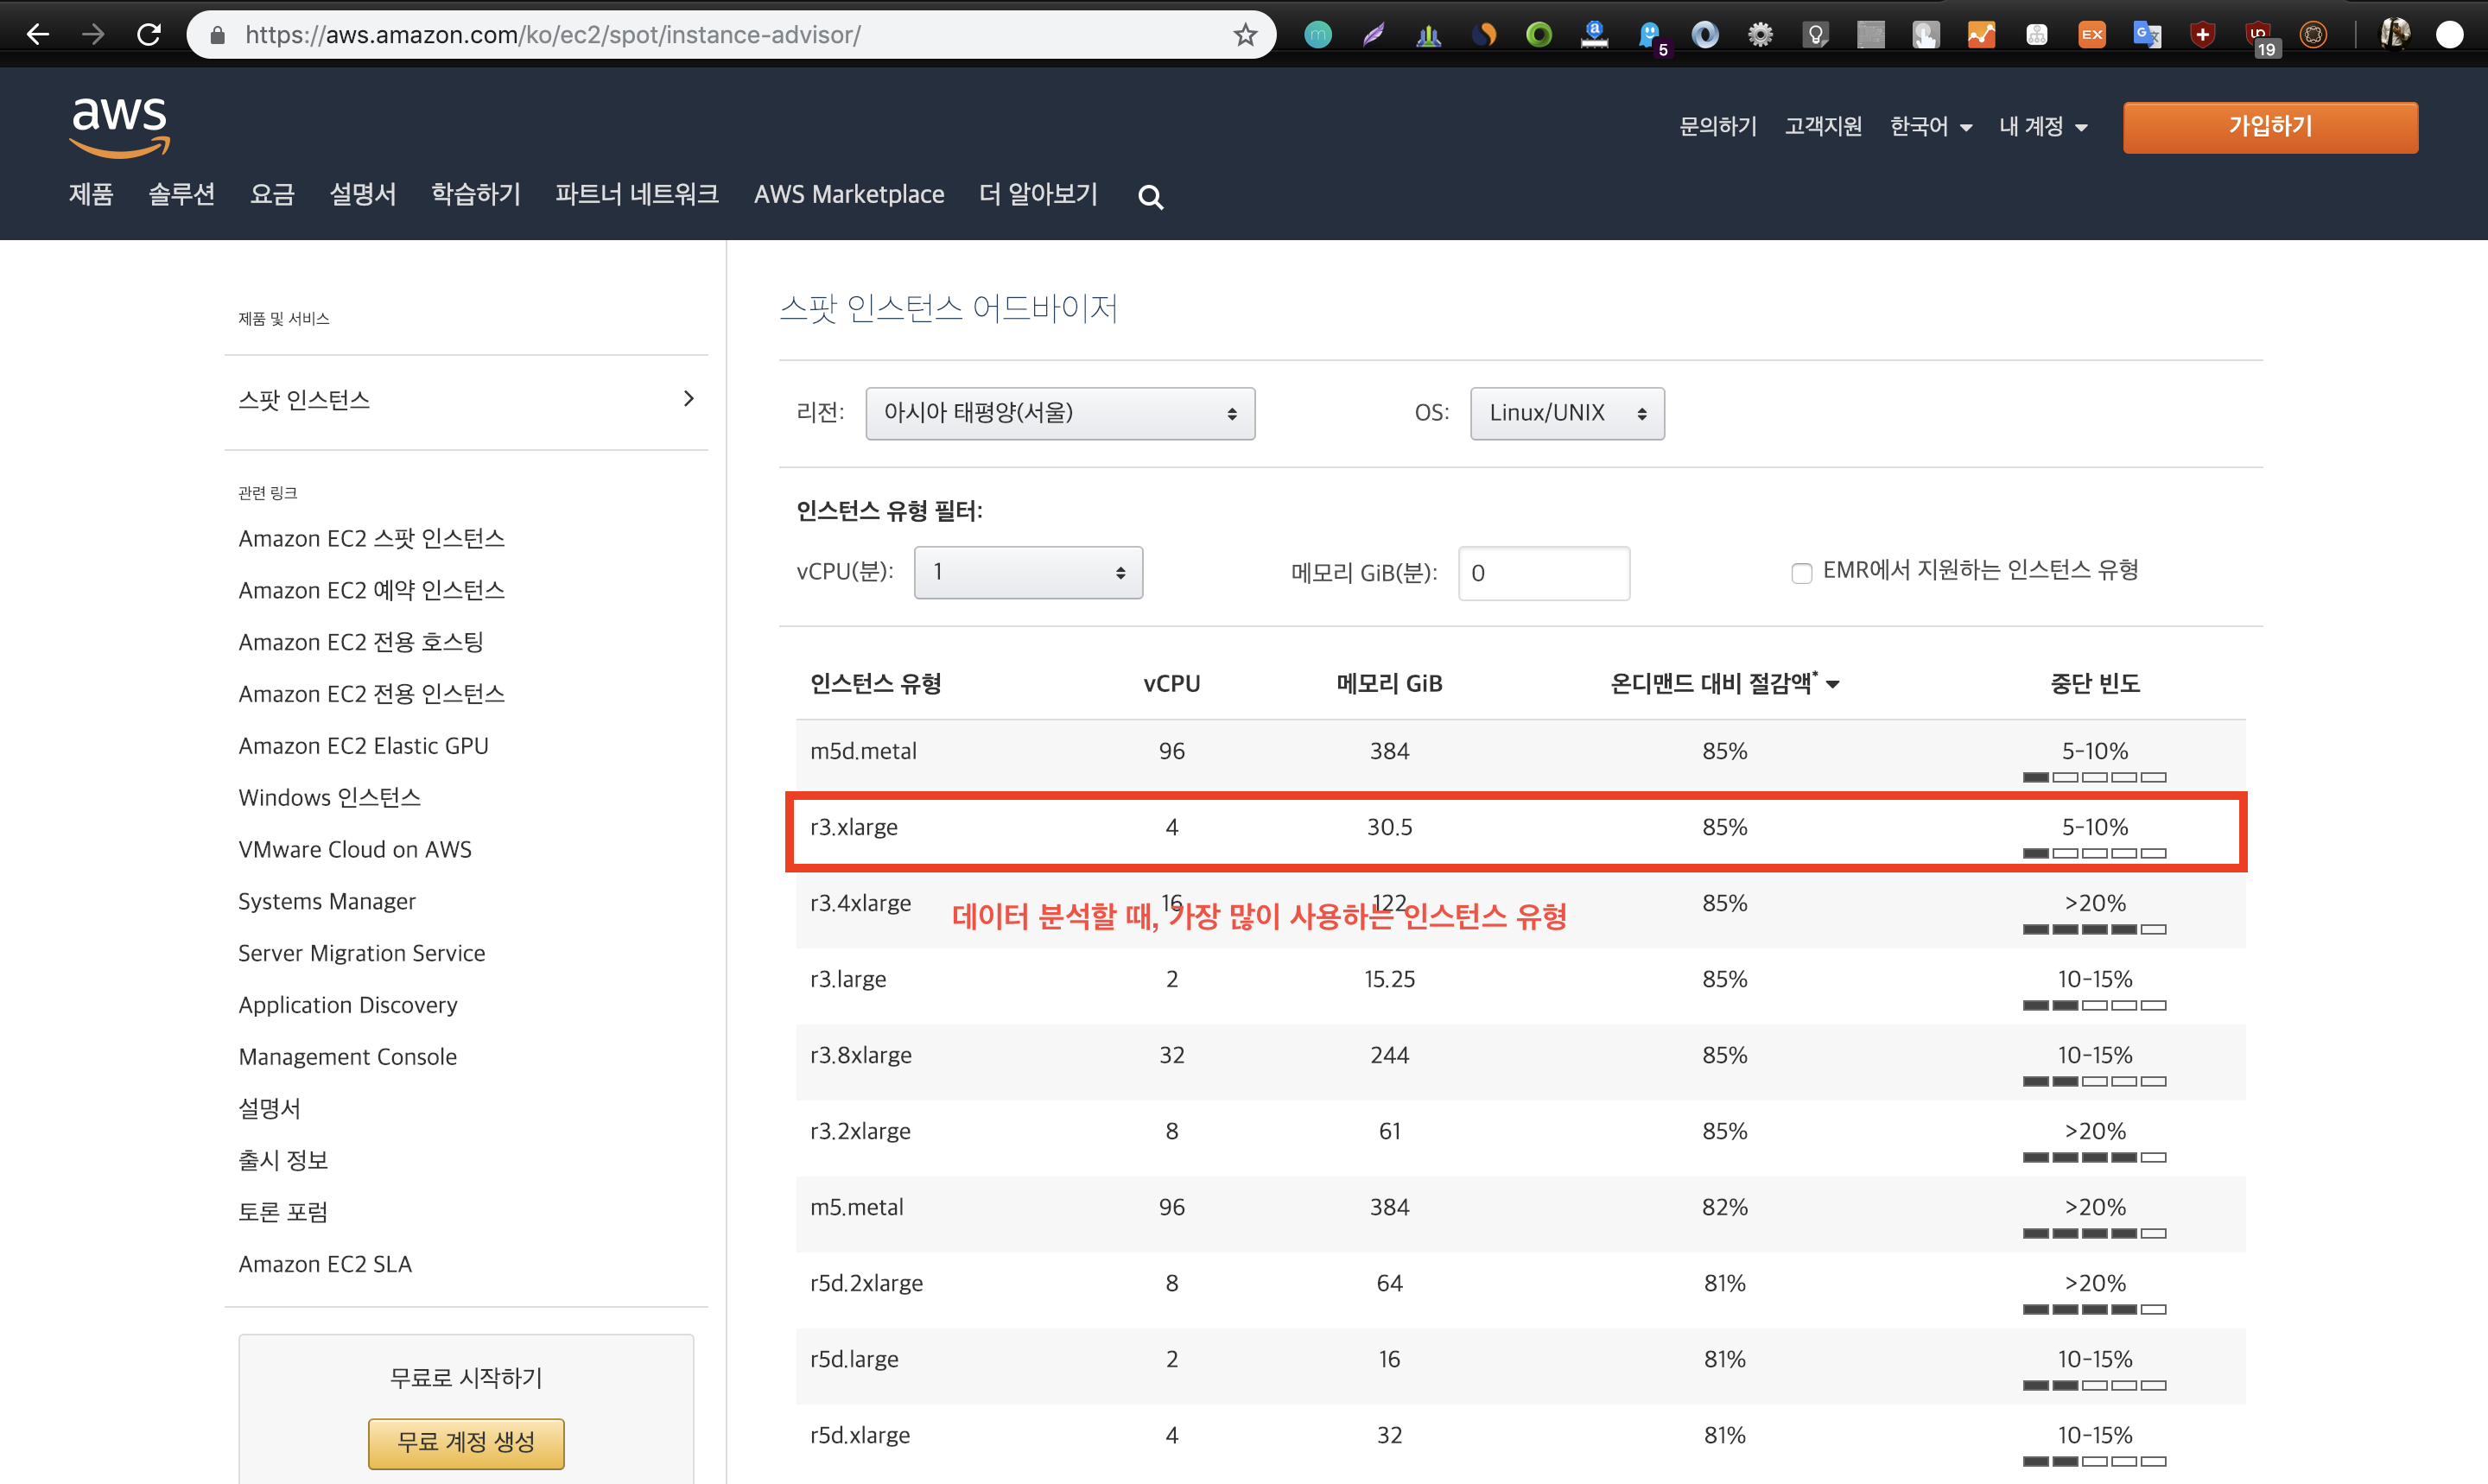 https://aws.amazon.com/ko/ec2/spot/instance-advisor/
5
EX
19
aws
문의하기 고객지원 한국어 내 계정 가입하기
제품 솔루션 요금 설명서 학습하기 파트너 네트워크 AWS Marketplace 더 알아보기
제품 및 서비스
스팟 인스턴스
관련 링크
Amazon EC2 스팟 인스턴스
Amazon EC2 예약 인스턴스
Amazon EC2 전용 호스팅
Amazon EC2 전용 인스턴스
Amazon EC2 Elastic GPU
Windows 인스턴스
VMware Cloud on AWS
Systems Manager
Server Migration Service
Application Discovery
Management Console
설명서
출시 정보
토론 포럼
Amazon EC2 SLA
무료로 시작하기
무료 계정 생성
스팟 인스턴스 어드바이저
리전: 아시아 태평양(서울) OS: Linux/UNIX
인스턴스 유형 필터:
vCPU(분): 1 메모리 GiB(분): 0 EMR에서 지원하는 인스턴스 유형
인스턴스 유형 vCPU 메모리 GiB 온디맨드 대비 절감액* 중단 빈도
m5d.metal 96 384 85% 5-10%
r3.xlarge 4 30.5 85% 5-10%
r3.4xlarge 16 122 85% >20%
데이터 분석할 때, 가장 많이 사용하는 인스턴스 유형
r3.large 2 15.25 85% 10-15%
r3.8xlarge 32 244 85% 10-15%
r3.2xlarge 8 61 85% >20%
m5.metal 96 384 82% >20%
r5d.2xlarge 8 64 81% >20%
r5d.large 2 16 81% 10-15%
r5d.xlarge 4 32 81% 10-15%